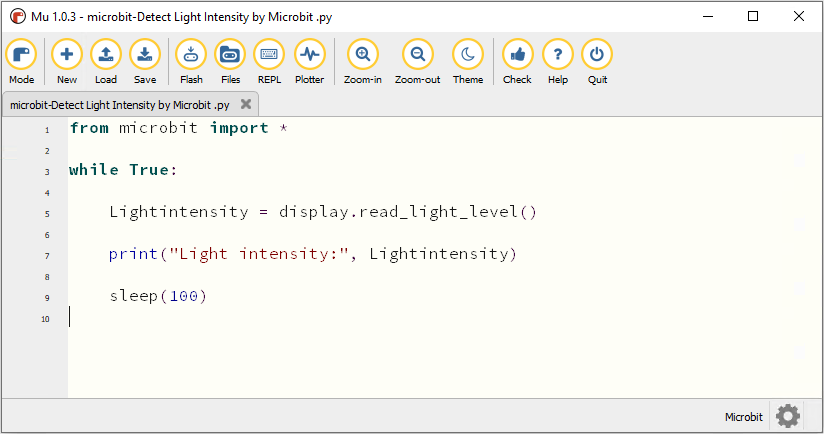 Mu 1.0.3 - microbit-Detect Light Intensity by Microbit .py
Mode New Load Save Flash Files REPL Plotter Zoom-in Zoom-out Theme Check Help Quit
microbit-Detect Light Intensity by Microbit .py
1 from microbit import *
2
3 while True:
4
5     Lightintensity = display.read_light_level()
6
7     print("Light intensity:", Lightintensity)
8
9     sleep(100)
10
Microbit